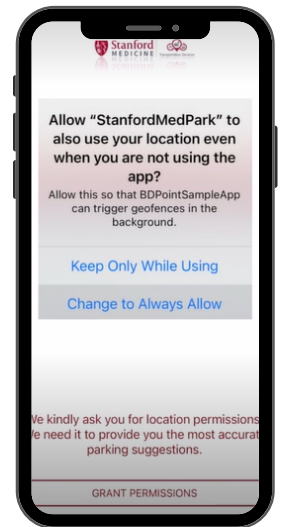 Stanford
MEDICINE
Allow “StanfordMedPark” to
also use your location even
when you are not using the
app?
Allow this so that BDPointSampleApp
can trigger geofences in the
background.
Keep Only While Using
Change to Always Allow
We kindly ask you for location permissions
We need it to provide you the most accurat
parking suggestions.
GRANT PERMISSIONS